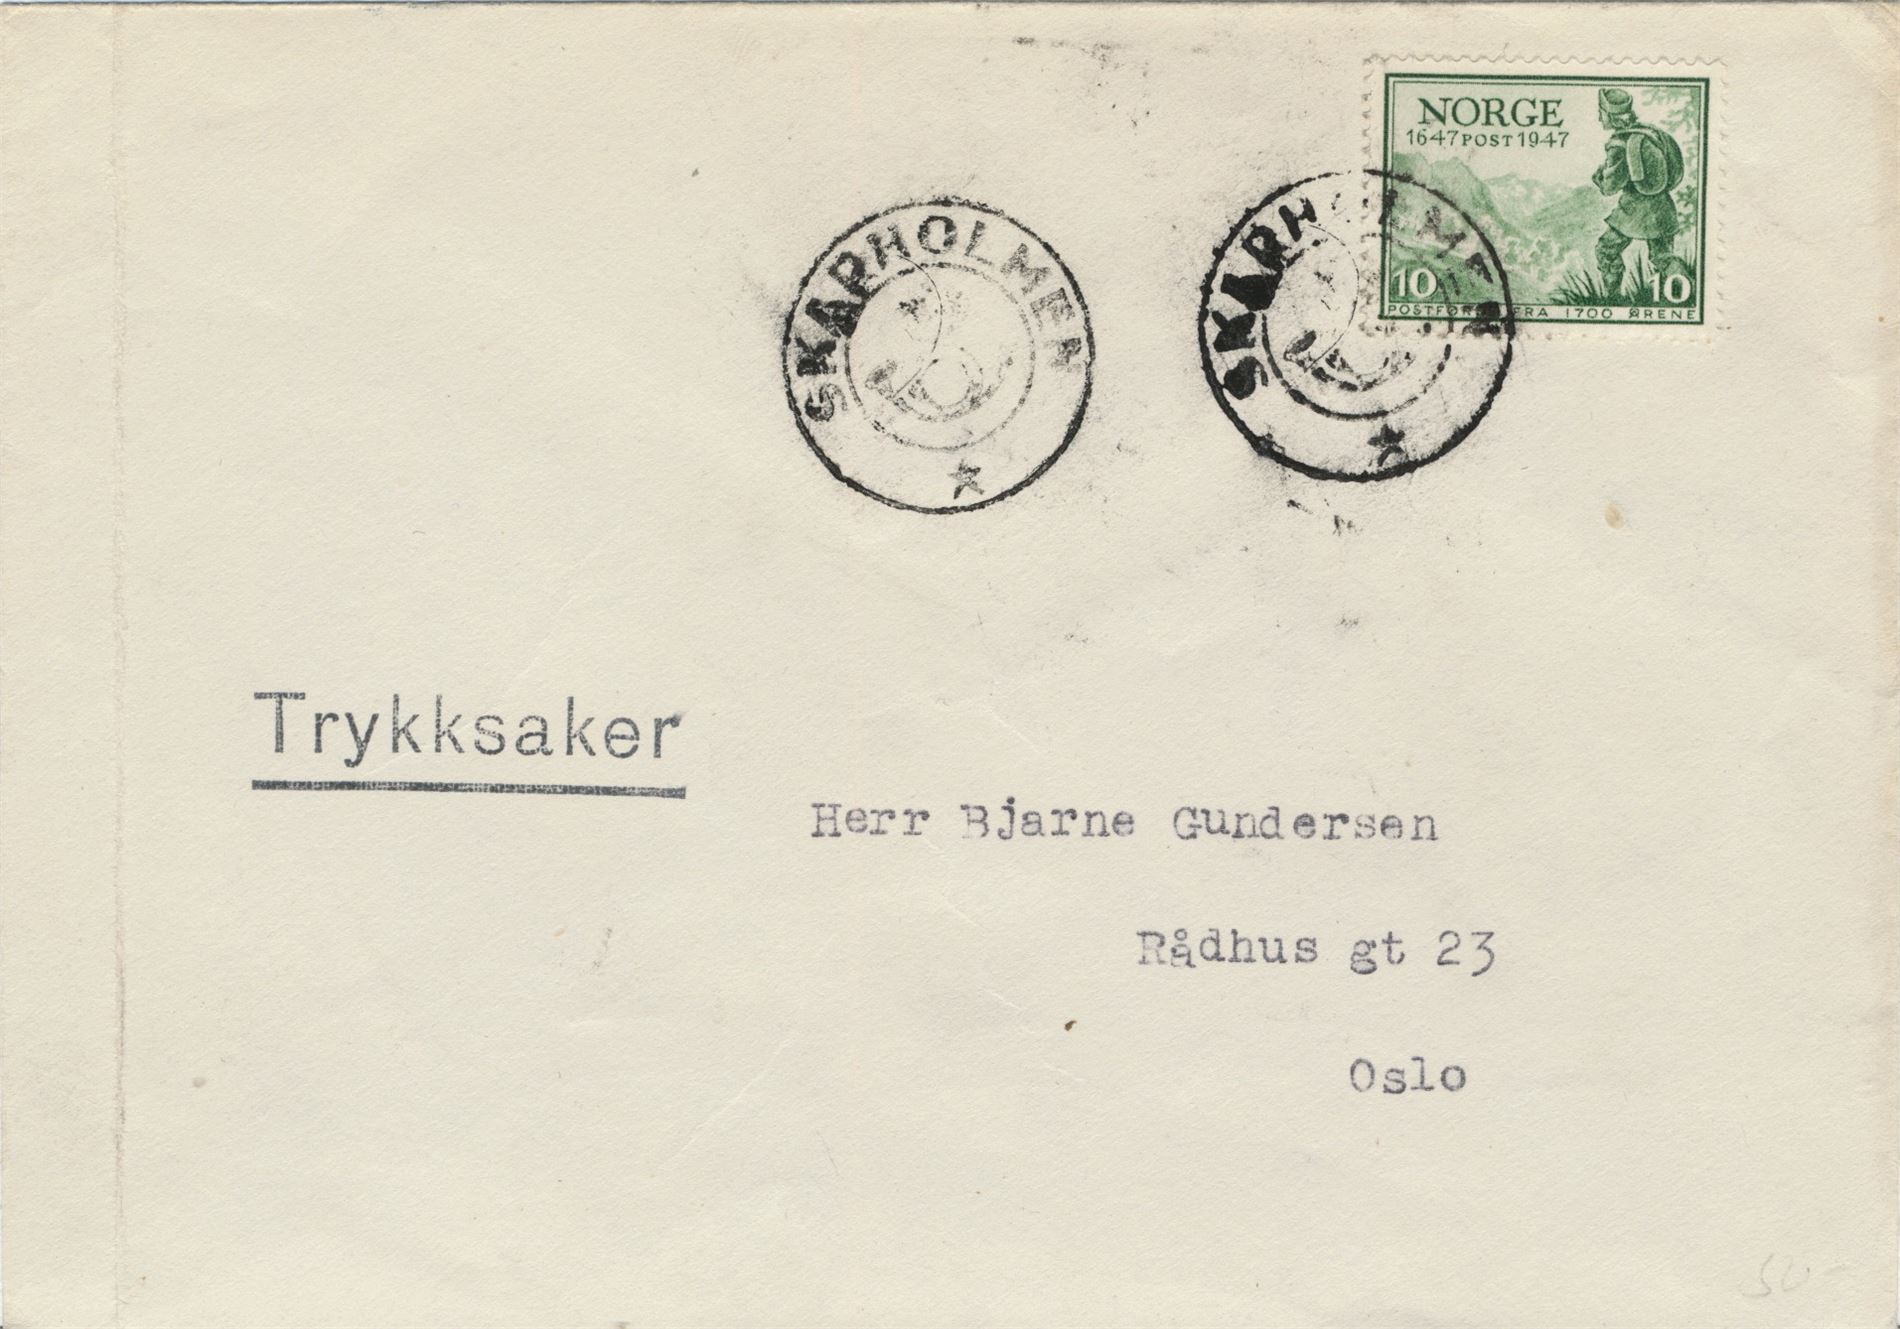 NORGE
1647 POST 1947
10 10
POSTFØRER FRA 1700 ÅRENE
SKARHOLMEN
SKARHOLMEN
Trykksaker
Herr Bjarne Gundersen
Rådhus gt 23
Oslo